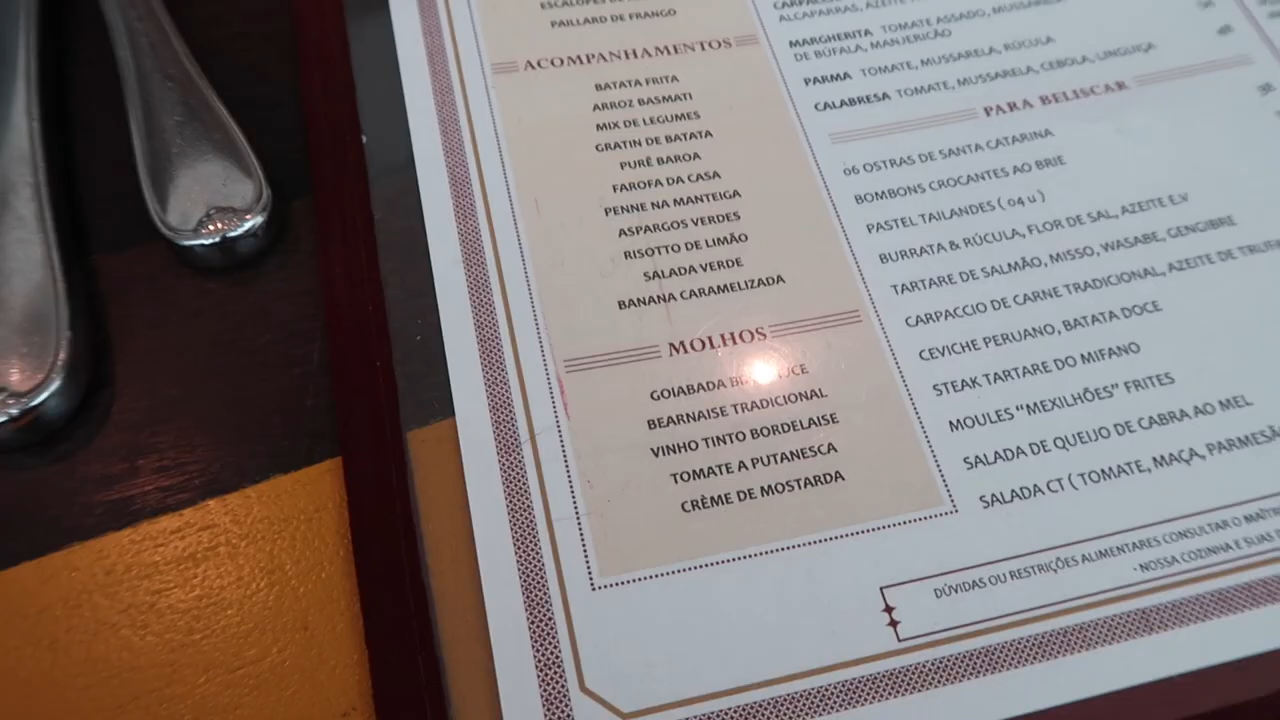 PAILLARD DE FRANGO
ACOMPANHAMENTOS
BATATA FRITA
ARROZ BASMATI
MIX DE LEGUMES
GRATIN DE BATATA
PURÊ BAROA
FAROFA DA CASA
PENNE NA MANTEIGA
ASPARGOS VERDES
RISOTTO DE LIMÃO
SALADA VERDE
BANANA CARAMELIZADA
MOLHOS
GOIABADA
BEARNAISE TRADICIONAL
VINHO TINTO BORDELAISE
TOMATE A PUTANESCA
CRÈME DE MOSTARDA
ALCAPARRAS, AZEITE
MARGHERITA TOMATE ASSADO, MUSSARELA
DE BÚFALA, MANJERICÃO
PARMA TOMATE, MUSSARELA, RÚCULA
CALABRESA TOMATE, MUSSARELA, CEBOLA, LINGUIÇA
PARA BELISCAR
06 OSTRAS DE SANTA CATARINA
BOMBONS CROCANTES AO BRIE
PASTEL TAILANDES ( 04 u )
BURRATA & RÚCULA, FLOR DE SAL, AZEITE E.V
TARTARE DE SALMÃO, MISSO, WASABE, GENGIBRE
CARPACCIO DE CARNE TRADICIONAL, AZEITE DE
CEVICHE PERUANO, BATATA DOCE
STEAK TARTARE DO MIFANO
MOULES "MEXILHÕES" FRITES
SALADA DE QUEIJO DE CABRA AO MEL
SALADA CT ( TOMATE, MAÇA, PARMESÃO
DÚVIDAS OU RESTRIÇÕES ALIMENTARES CONSULTAR O
· NOSSA COZINHA E SUAS